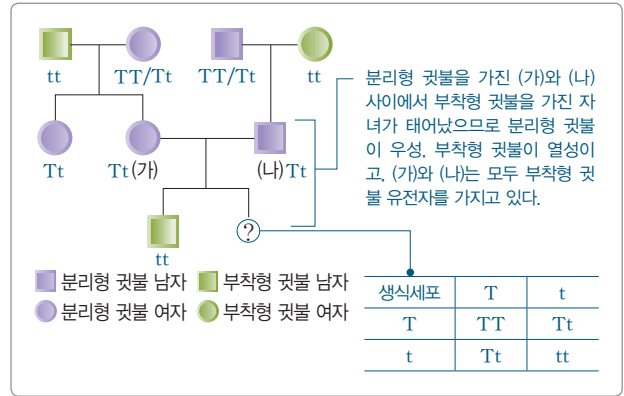 tt TT/Tt TT/Tt tt
분리형 귓불을 가진 (가)와 (나)
사이에서 부착형 귓불을 가진 자
녀가 태어났으므로 분리형 귓불
이 우성, 부착형 귓불이 열성이
고, (가)와 (나)는 모두 부착형 귓
불 유전자를 가지고 있다.
Tt Tt (가) (나) Tt
tt ?
분리형 귓불 남자 부착형 귓불 남자
분리형 귓불 여자 부착형 귓불 여자
생식세포 T t
T TT Tt
t Tt tt